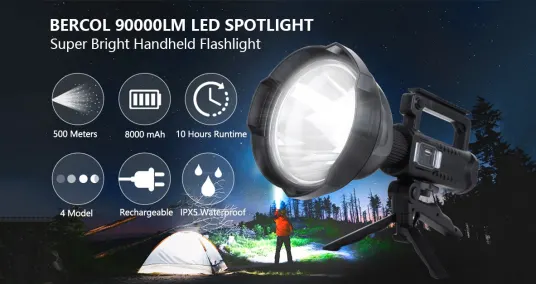 BERCOL 90000LM LED SPOTLIGHT
Super Bright Handheld Flashlight
500 Meters
8000 mAh
10 Hours Runtime
4 Model
Rechargeable
IPX5.Waterproof